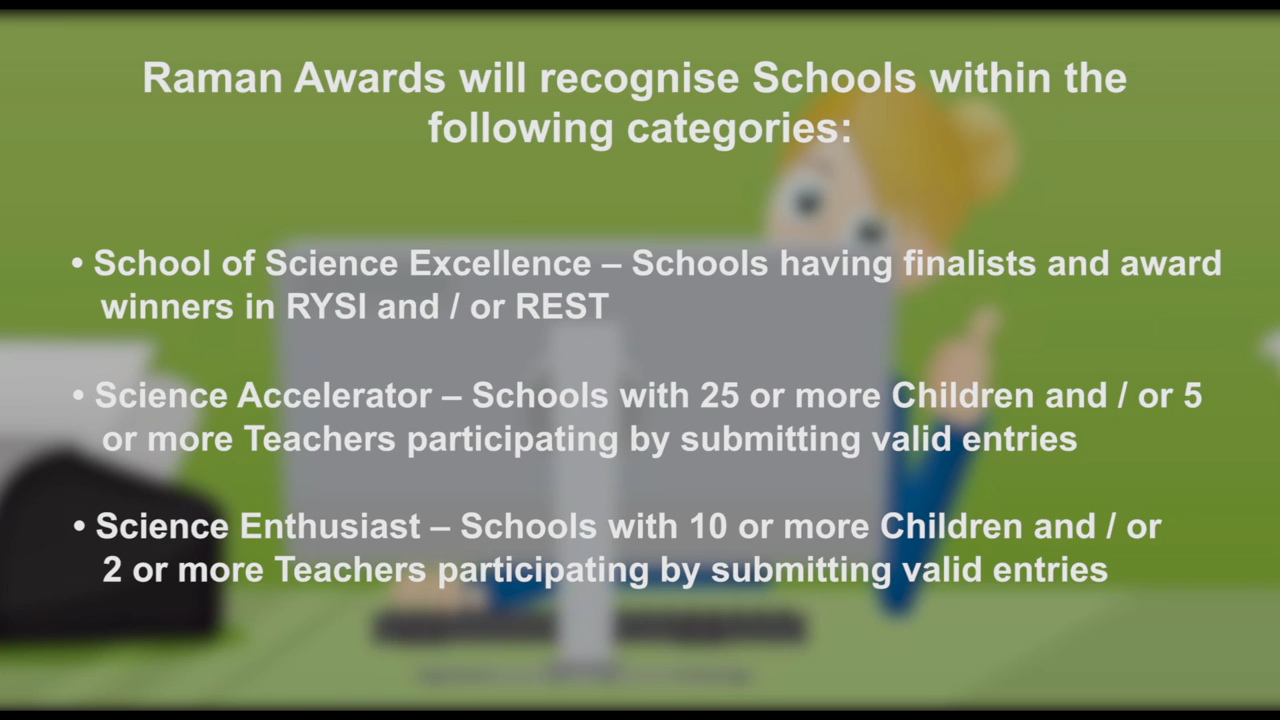 Raman Awards will recognise Schools within the
following categories:
• School of Science Excellence – Schools having finalists and award
winners in RYSI and / or REST
• Science Accelerator – Schools with 25 or more Children and / or 5
or more Teachers participating by submitting valid entries
• Science Enthusiast – Schools with 10 or more Children and / or
2 or more Teachers participating by submitting valid entries